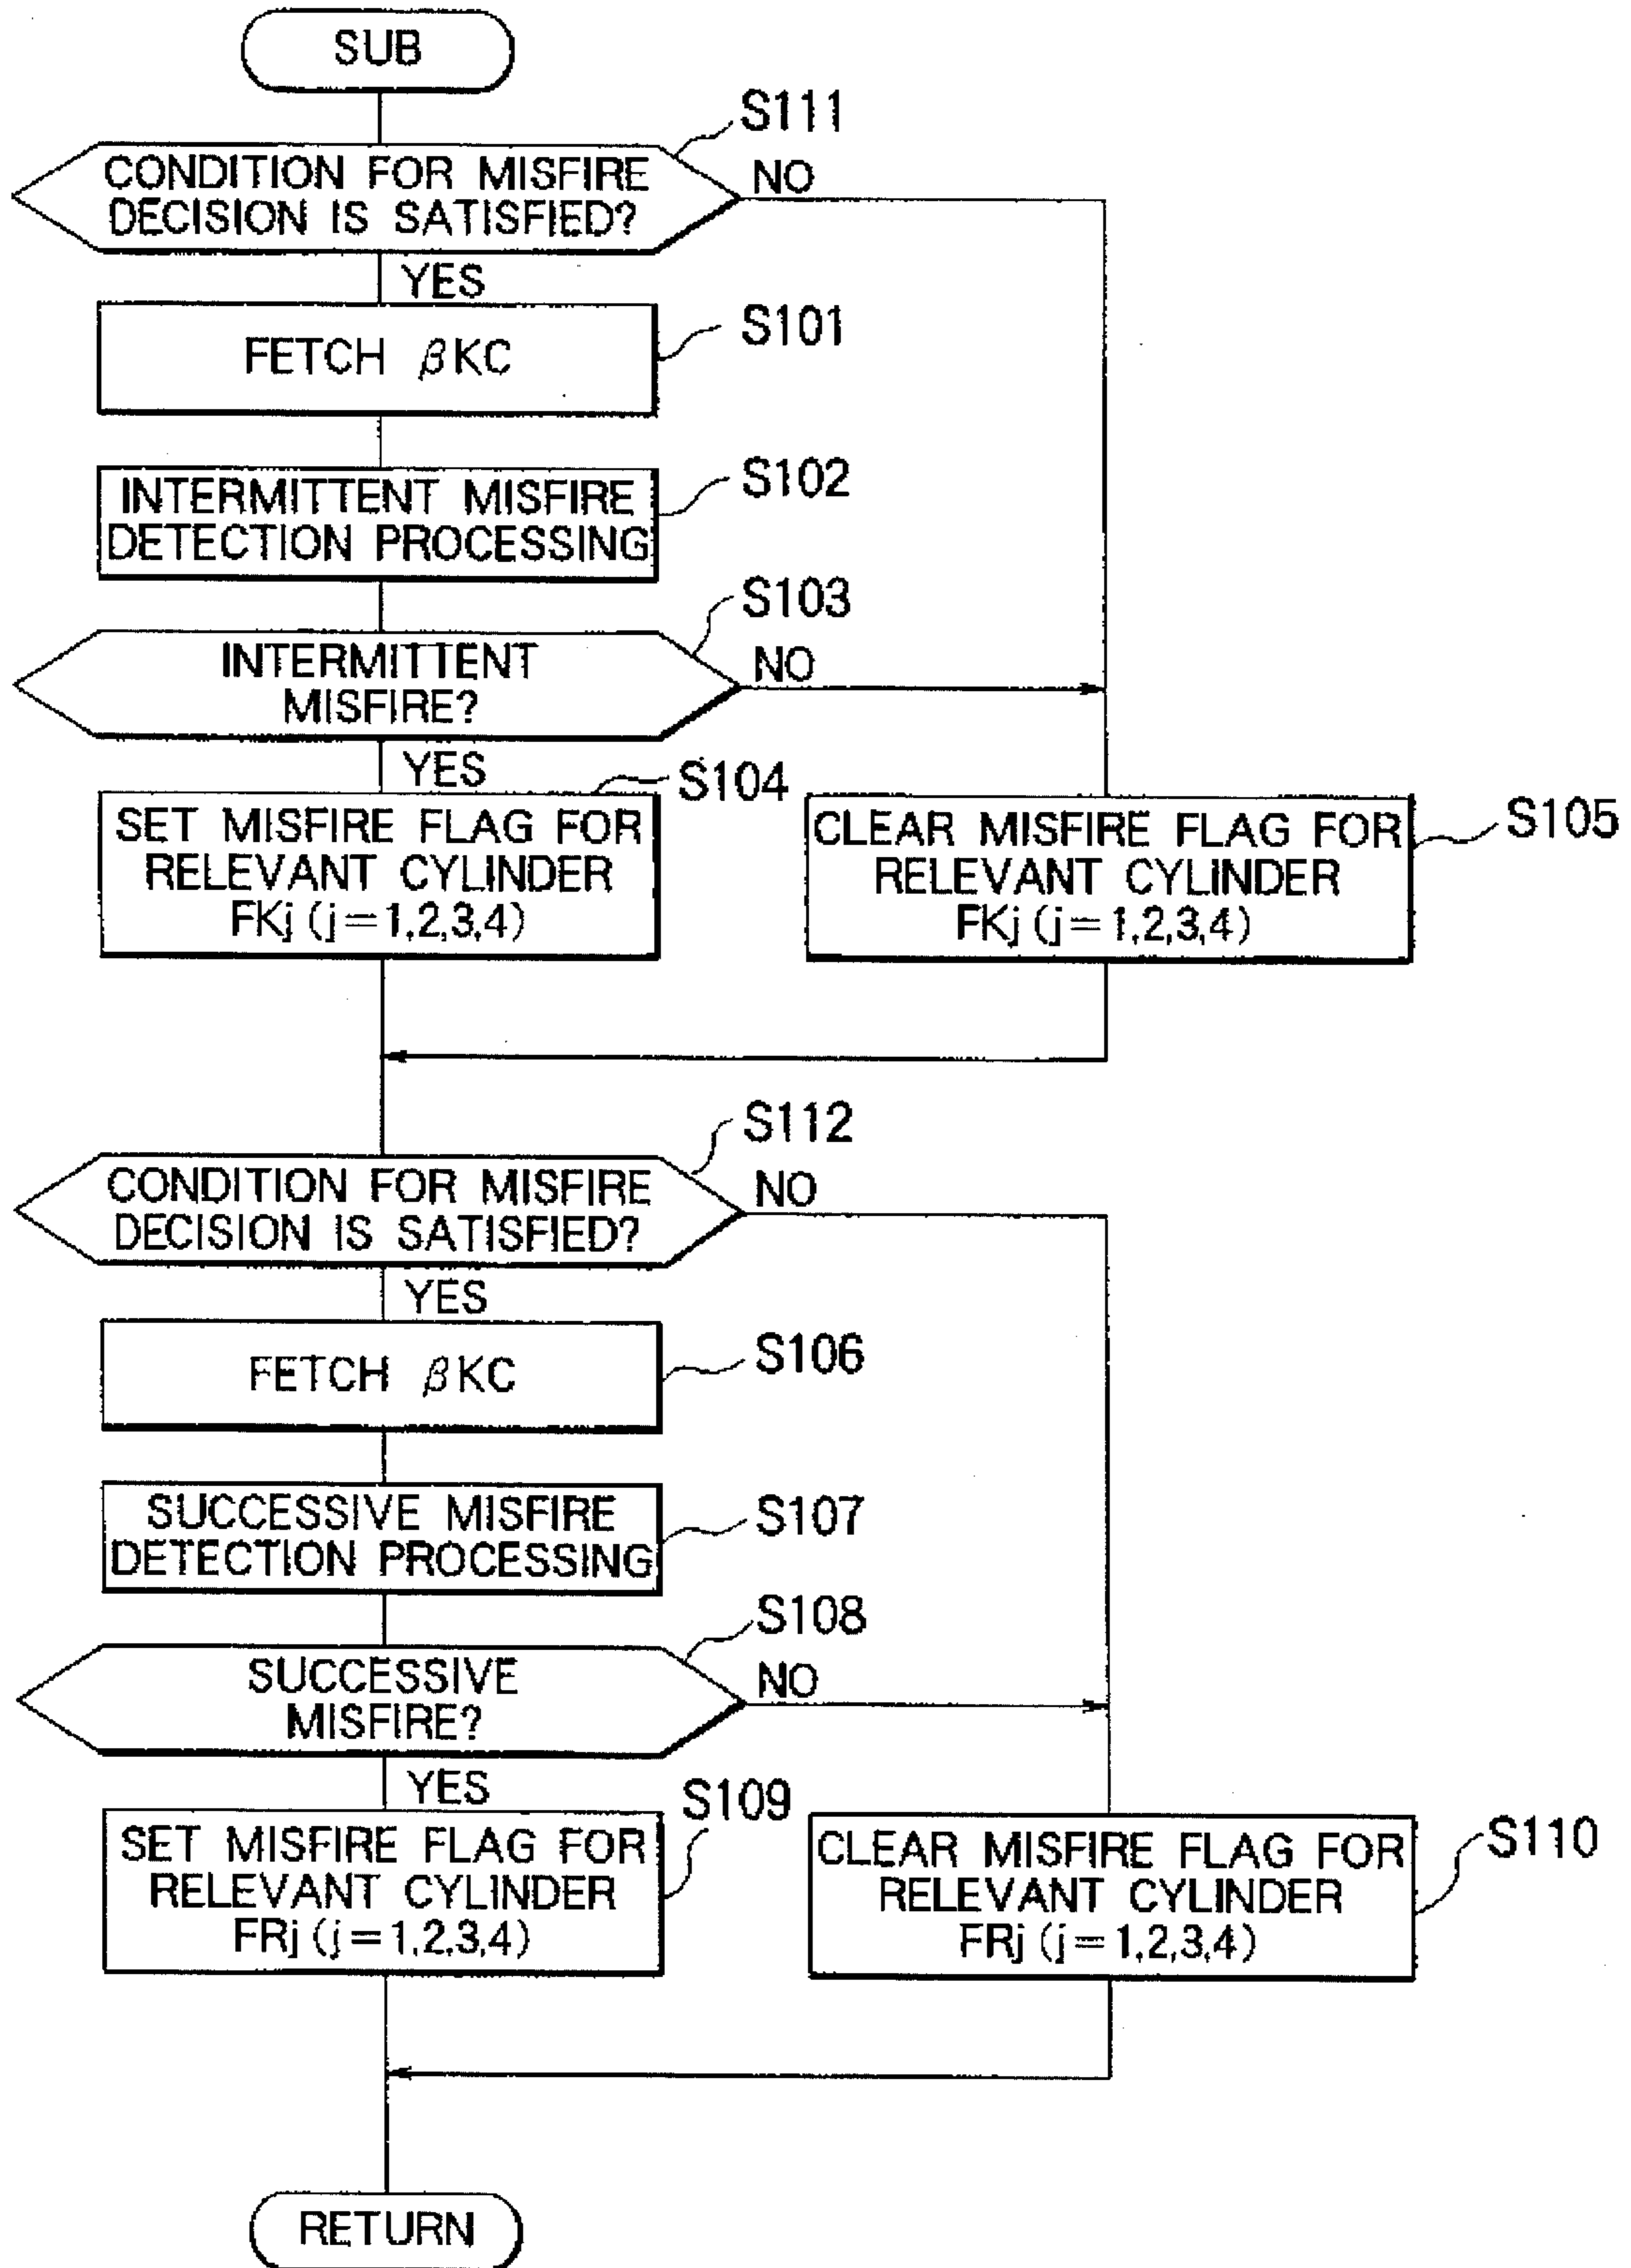 SUB
S111
CONDITION FOR MISFIRE
DECISION IS SATISFIED?
NO
YES
FETCH βKC
S101
INTERMITTENT MISFIRE
DETECTION PROCESSING
S102
S103
INTERMITTENT
MISFIRE?
NO
YES
S104
SET MISFIRE FLAG FOR
RELEVANT CYLINDER
FKj (j=1,2,3,4)
CLEAR MISFIRE FLAG FOR
RELEVANT CYLINDER
FKj (j=1,2,3,4)
S105
S112
CONDITION FOR MISFIRE
DECISION IS SATISFIED?
NO
YES
FETCH βKC
S106
SUCCESSIVE MISFIRE
DETECTION PROCESSING
S107
S108
SUCCESSIVE
MISFIRE?
NO
YES
S109
SET MISFIRE FLAG FOR
RELEVANT CYLINDER
FRj (j=1,2,3,4)
CLEAR MISFIRE FLAG FOR
RELEVANT CYLINDER
FRj (j=1,2,3,4)
S110
RETURN